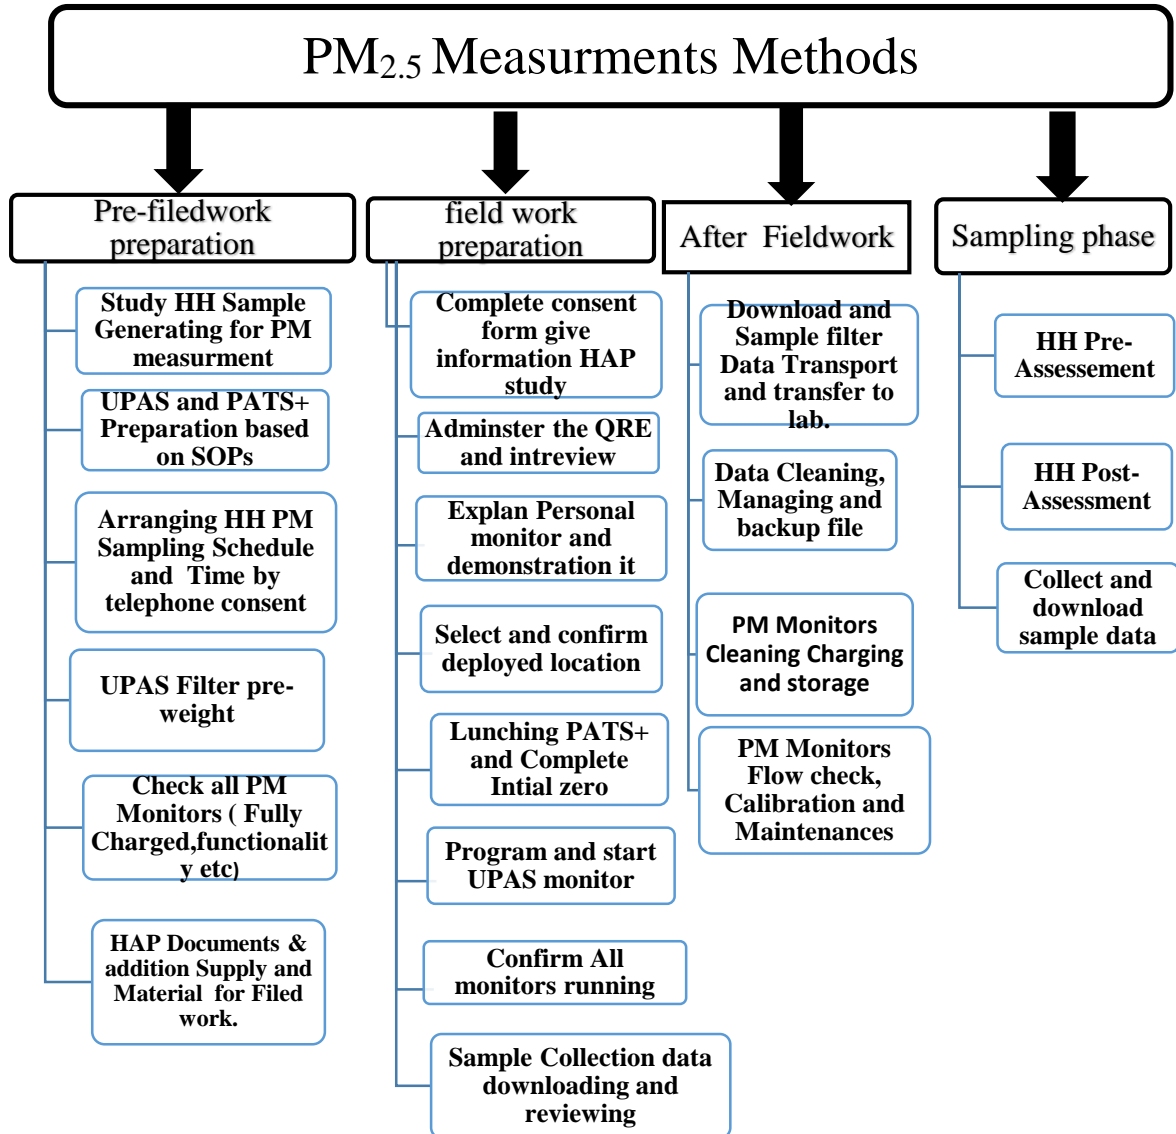 PM2.5 Measurments Methods
Pre-filedwork
preparation
Study HH Sample
Generating for PM
measurment
UPAS and PATS+
Preparation based
on SOPs
Arranging HH PM
Sampling Schedule
and Time by
telephone consent
UPAS Filter pre-
weight
Check all PM
Monitors ( Fully
Charged,functionalit
y etc)
HAP Documents &
addition Supply and
Material for Filed
work.
field work
preparation
Complete consent
form give
information HAP
study
Adminster the QRE
and intreview
Explan Personal
monitor and
demonstration it
Select and confirm
deployed location
Lunching PATS+
and Complete
Intial zero
Program and start
UPAS monitor
Confirm All
monitors running
Sample Collection data
downloading and
reviewing
After Fieldwork
Download and
Sample filter
Data Transport
and transfer to
lab.
Data Cleaning,
Managing and
backup file
PM Monitors
Cleaning Charging
and storage
PM Monitors
Flow check,
Calibration and
Maintenances
Sampling phase
HH Pre-
Assessement
HH Post-
Assessment
Collect and
download
sample data